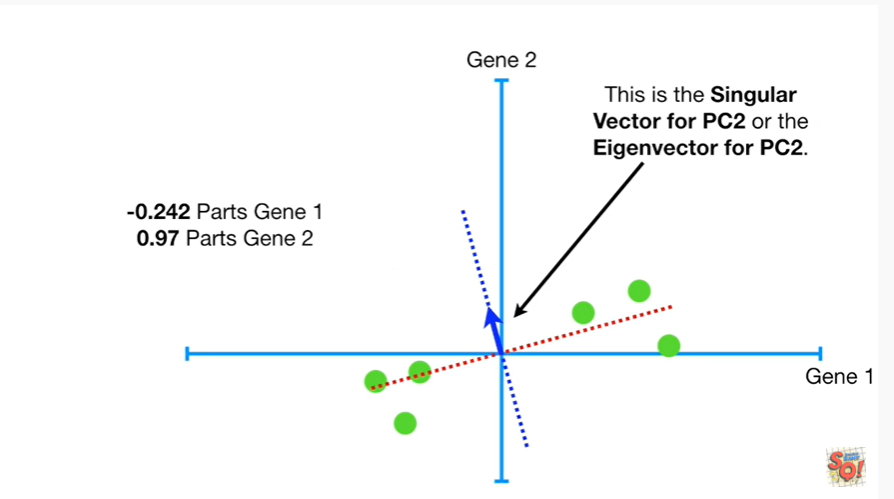 Gene 2
This is the Singular
Vector for PC2 or the
Eigenvector for PC2.
-0.242 Parts Gene 1
0.97 Parts Gene 2
Gene 1